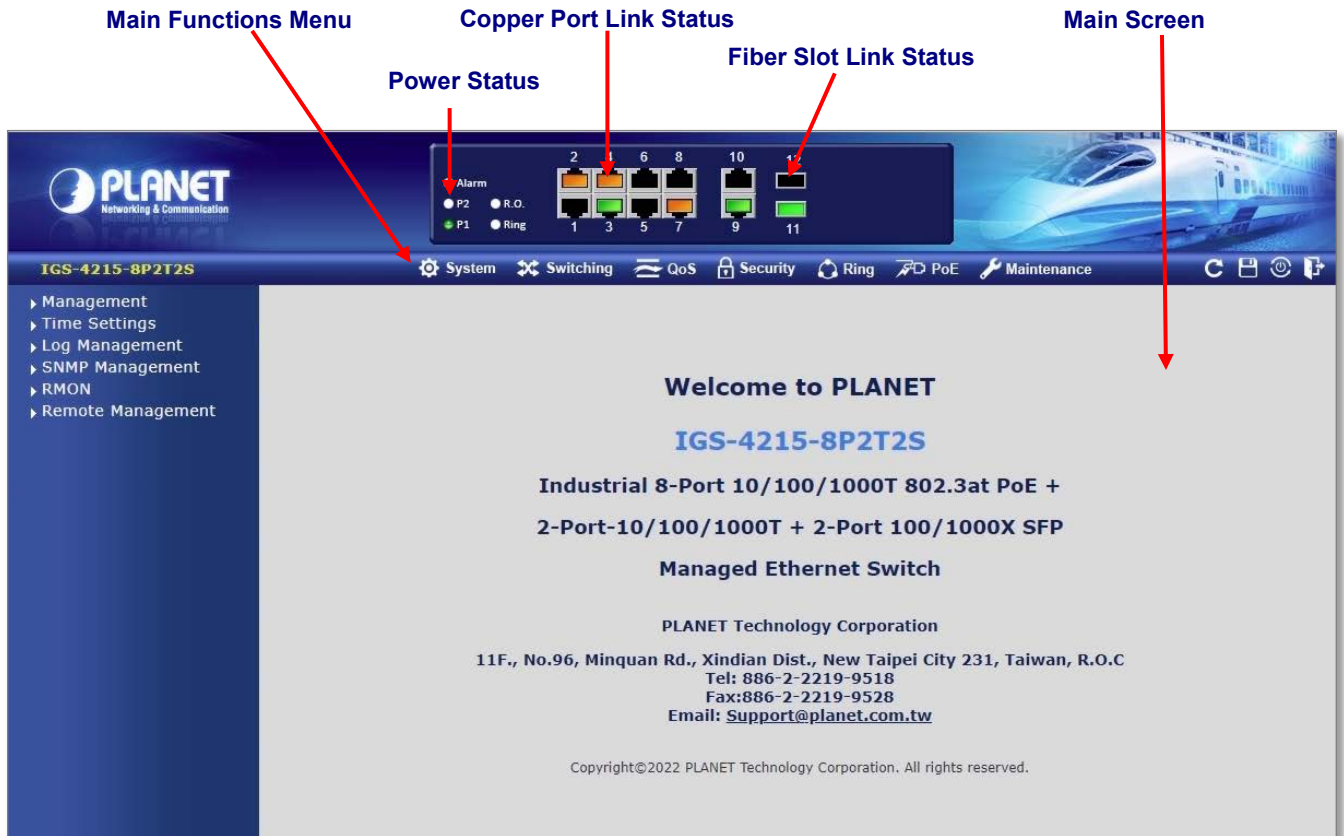 Main Functions Menu
Copper Port Link Status
Main Screen
Fiber Slot Link Status
Power Status
PLANET
Networking & Communication
2 4 6 8 10
Alarm
P2 R.O.
P1 Ring
1 3 5 7 9 11
IGS-4215-8P2T2S
System Switching QoS Security Ring PoE Maintenance
Management
Time Settings
Log Management
SNMP Management
RMON
Remote Management
Welcome to PLANET
IGS-4215-8P2T2S
Industrial 8-Port 10/100/1000T 802.3at PoE +
2-Port-10/100/1000T + 2-Port 100/1000X SFP
Managed Ethernet Switch
PLANET Technology Corporation
11F., No.96, Minquan Rd., Xindian Dist., New Taipei City 231, Taiwan, R.O.C
Tel: 886-2-2219-9518
Fax:886-2-2219-9528
Email: Support@planet.com.tw
Copyright©2022 PLANET Technology Corporation. All rights reserved.